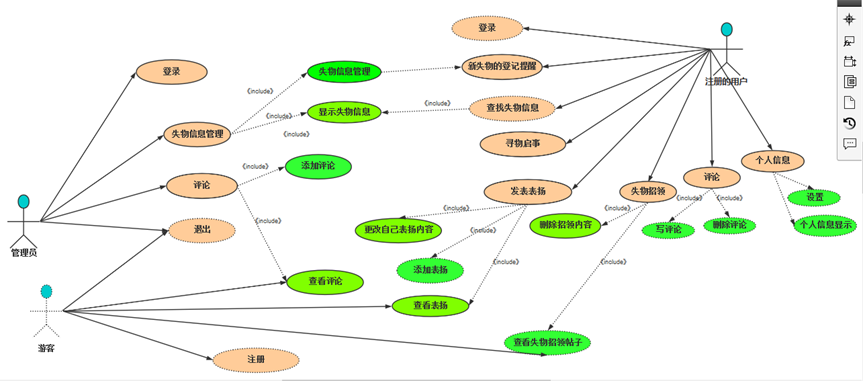 登录
登录
失物信息管理
新失物的登记提醒
注册的用户
《include》
显示失物信息
查找失物信息
《include》
《include》
《include》
失物信息管理
寻物启事
添加评论
个人信息
《include》
评论
发表表扬
失物招领
评论
《include》
《include》
设置
《include》
《include》
《include》
退出
更改自己表扬内容
删除招领内容
写评论
删除评论
个人信息显示
管理员
《include》
《include》
《include》
添加表扬
查看评论
查看表扬
游客
查看失物招领帖子
注册